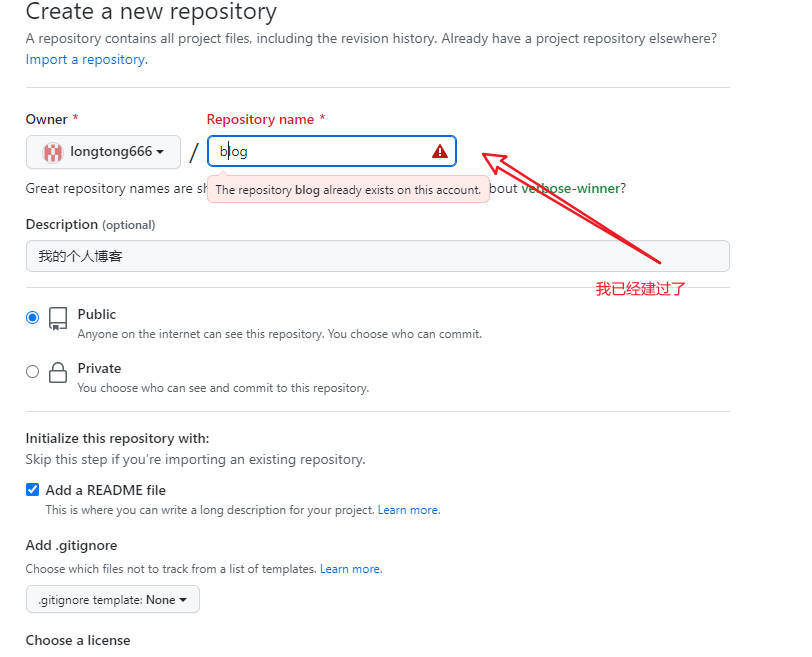 Create a new repository
A repository contains all project files, including the revision history. Already have a project repository elsewhere?
Import a repository.
Owner *
Repository name *
longtong666
/
blog
Great repository names are sh
bout verbose-winner?
The repository blog already exists on this account.
Description (optional)
我的个人博客
我已经建过了
Public
Anyone on the internet can see this repository. You choose who can commit.
Private
You choose who can see and commit to this repository.
Initialize this repository with:
Skip this step if you're importing an existing repository.
Add a README file
This is where you can write a long description for your project. Learn more.
Add .gitignore
Choose which files not to track from a list of templates. Learn more.
.gitignore template: None
Choose a license